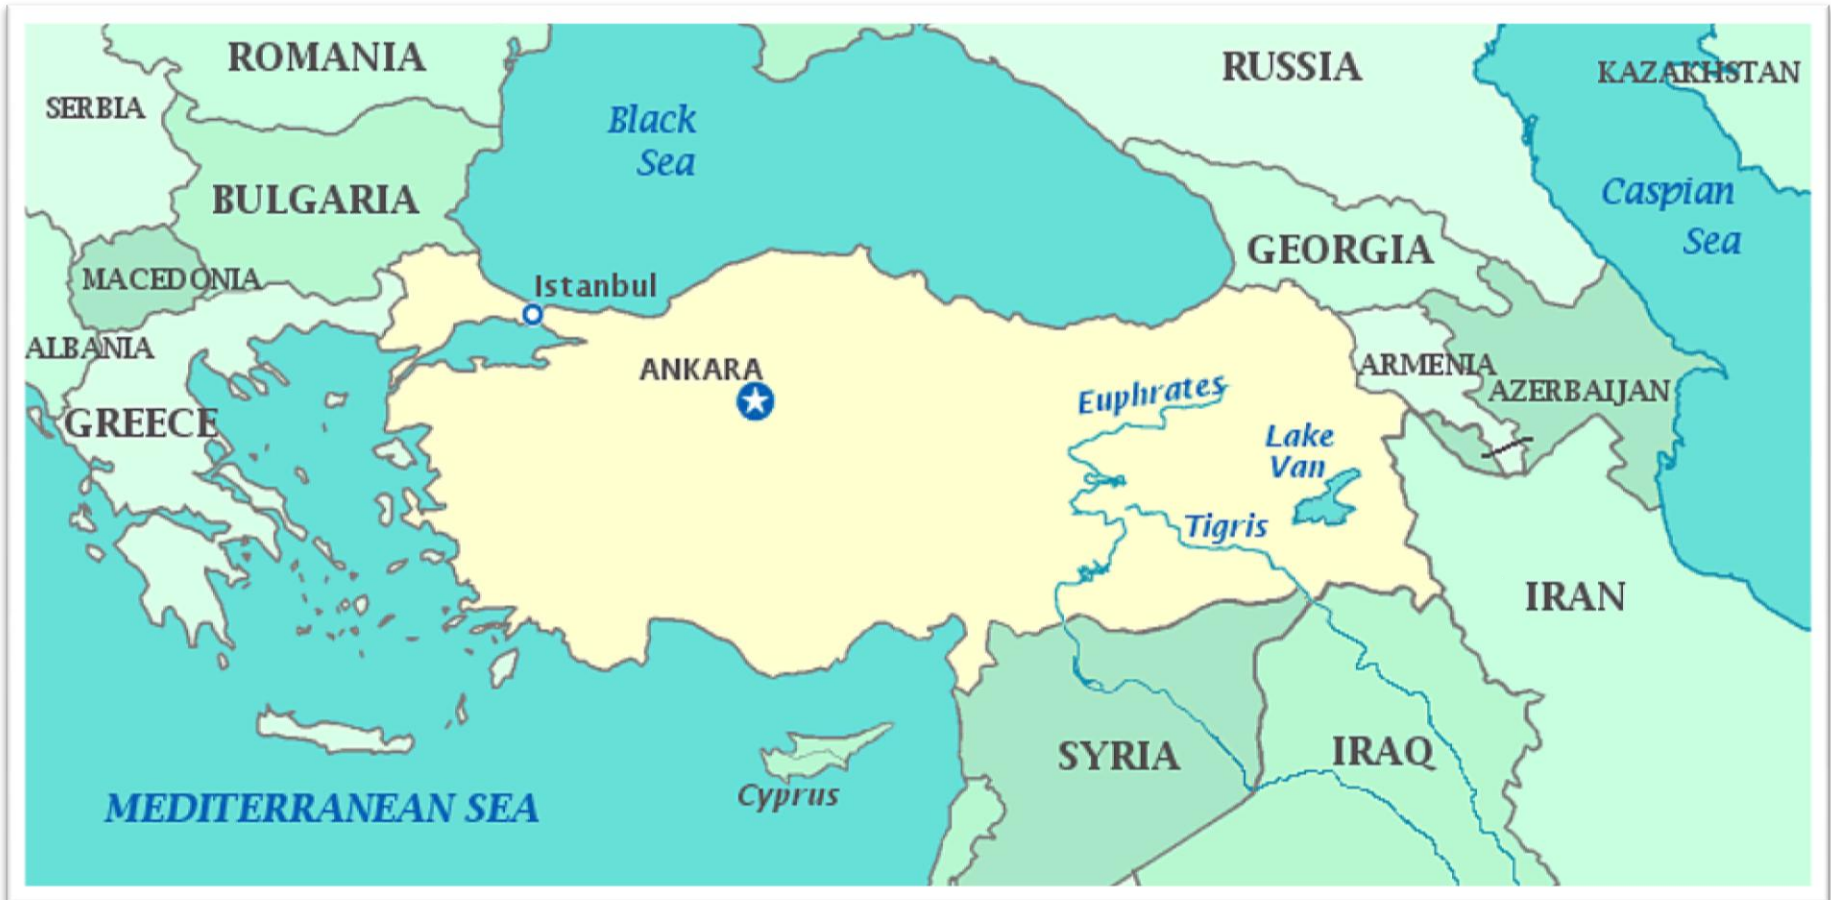 ROMANIA
RUSSIA
KAZAKHSTAN
SERBIA
Black
Sea
BULGARIA
Caspian
Sea
GEORGIA
MACEDONIA
Istanbul
ALBANIA
ANKARA
ARMENIA
Euphrates
AZERBAIJAN
GREECE
Lake
Van
Tigris
IRAN
SYRIA
IRAQ
Cyprus
MEDITERRANEAN SEA